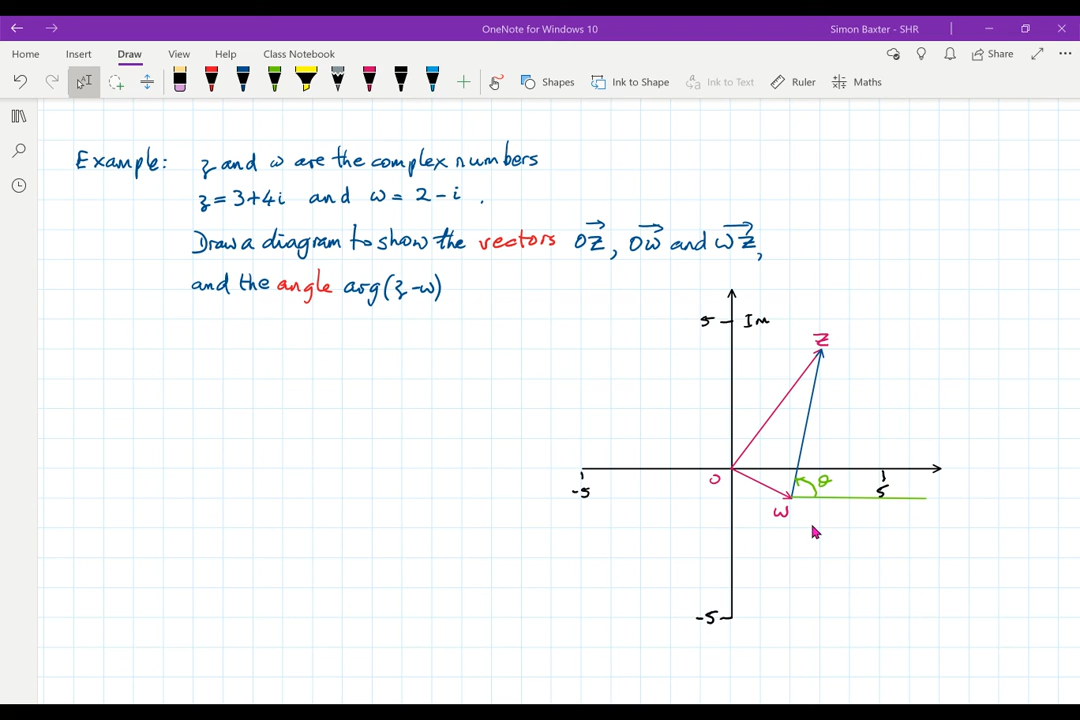 OneNote for Windows 10
Simon Baxter - SHR
Home Insert Draw View Help Class Notebook
Share
Shapes Ink to Shape Ink to Text Ruler Maths
Example: z and w are the complex numbers
z = 3+4i and w = 2-i .
Draw a diagram to show the vectors OZ, OW and WZ,
and the angle arg(z-w)
5 Im
Z
O θ
-5 5
W
-5